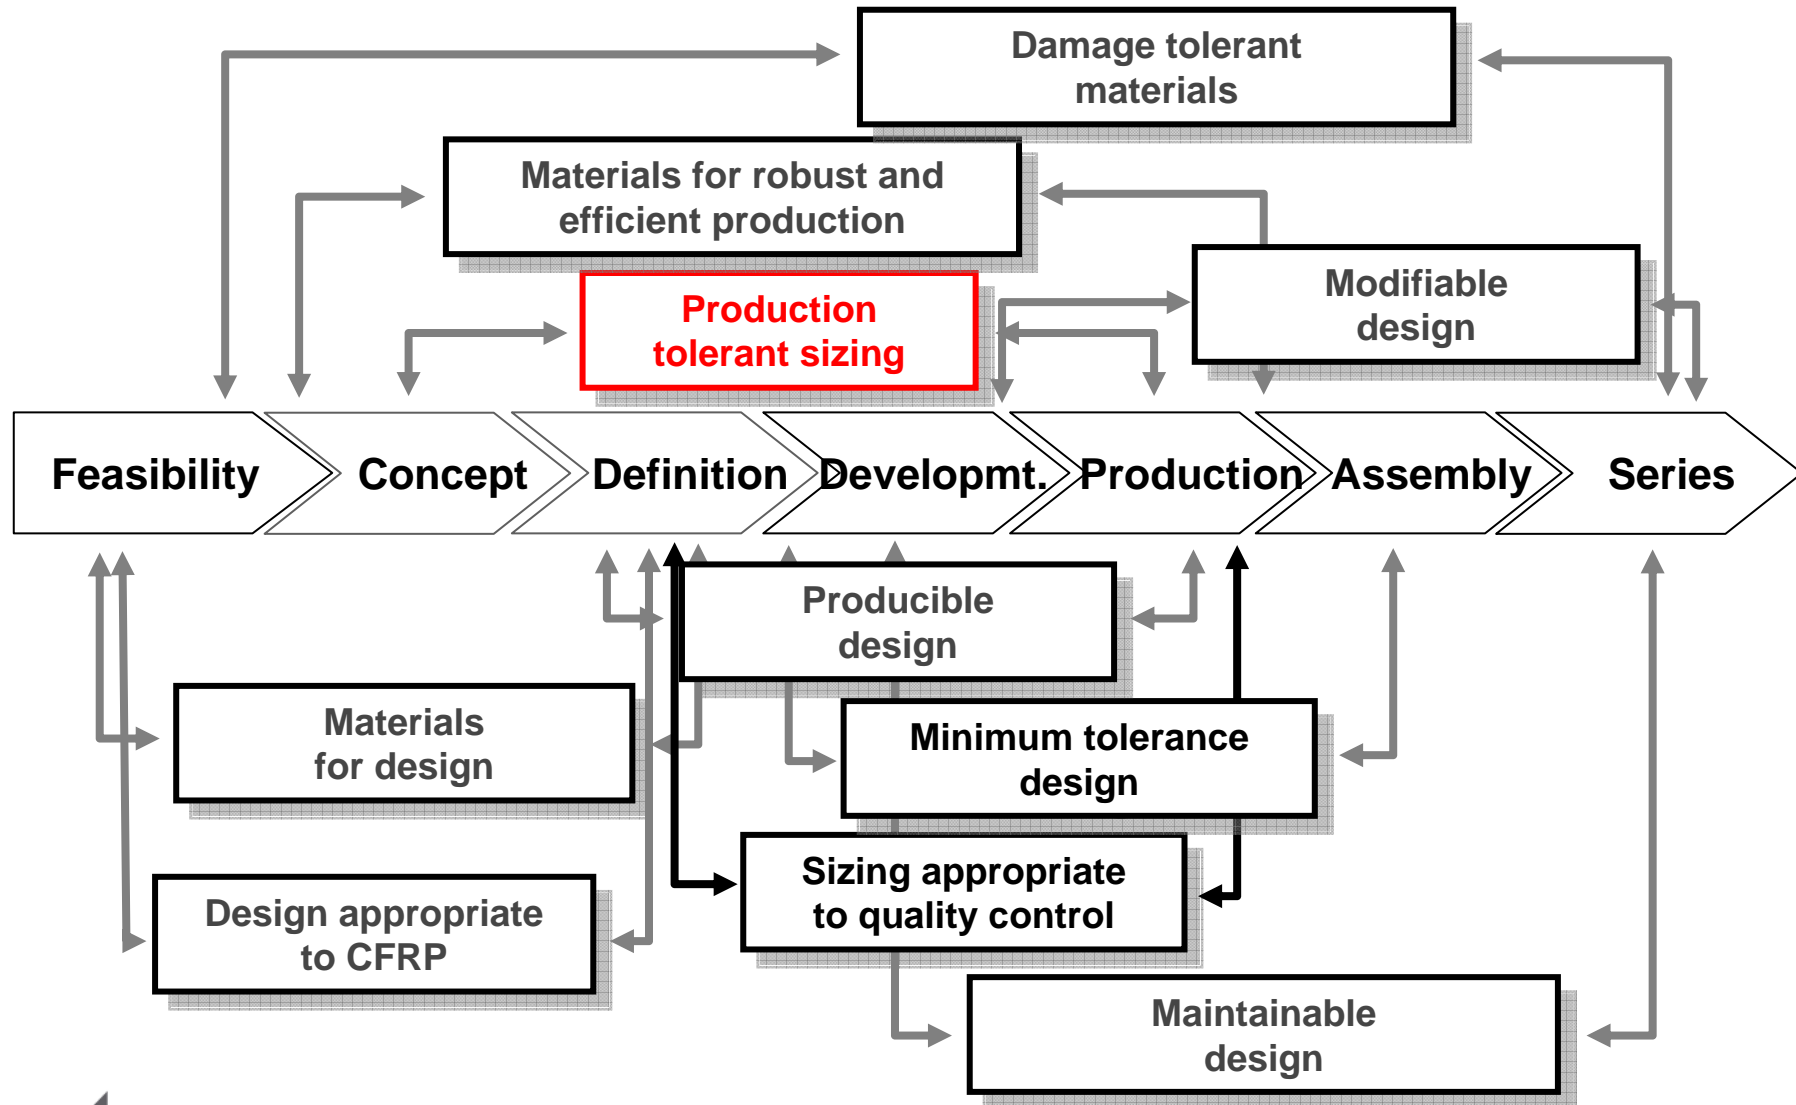 Damage tolerant
materials
Materials for robust and
efficient production
Production
tolerant sizing
Modifiable
design
Feasibility
Concept
Definition
Developmt.
Production
Assembly
Series
Producible
design
Materials
for design
Minimum tolerance
design
Sizing appropriate
to quality control
Design appropriate
to CFRP
Maintainable
design